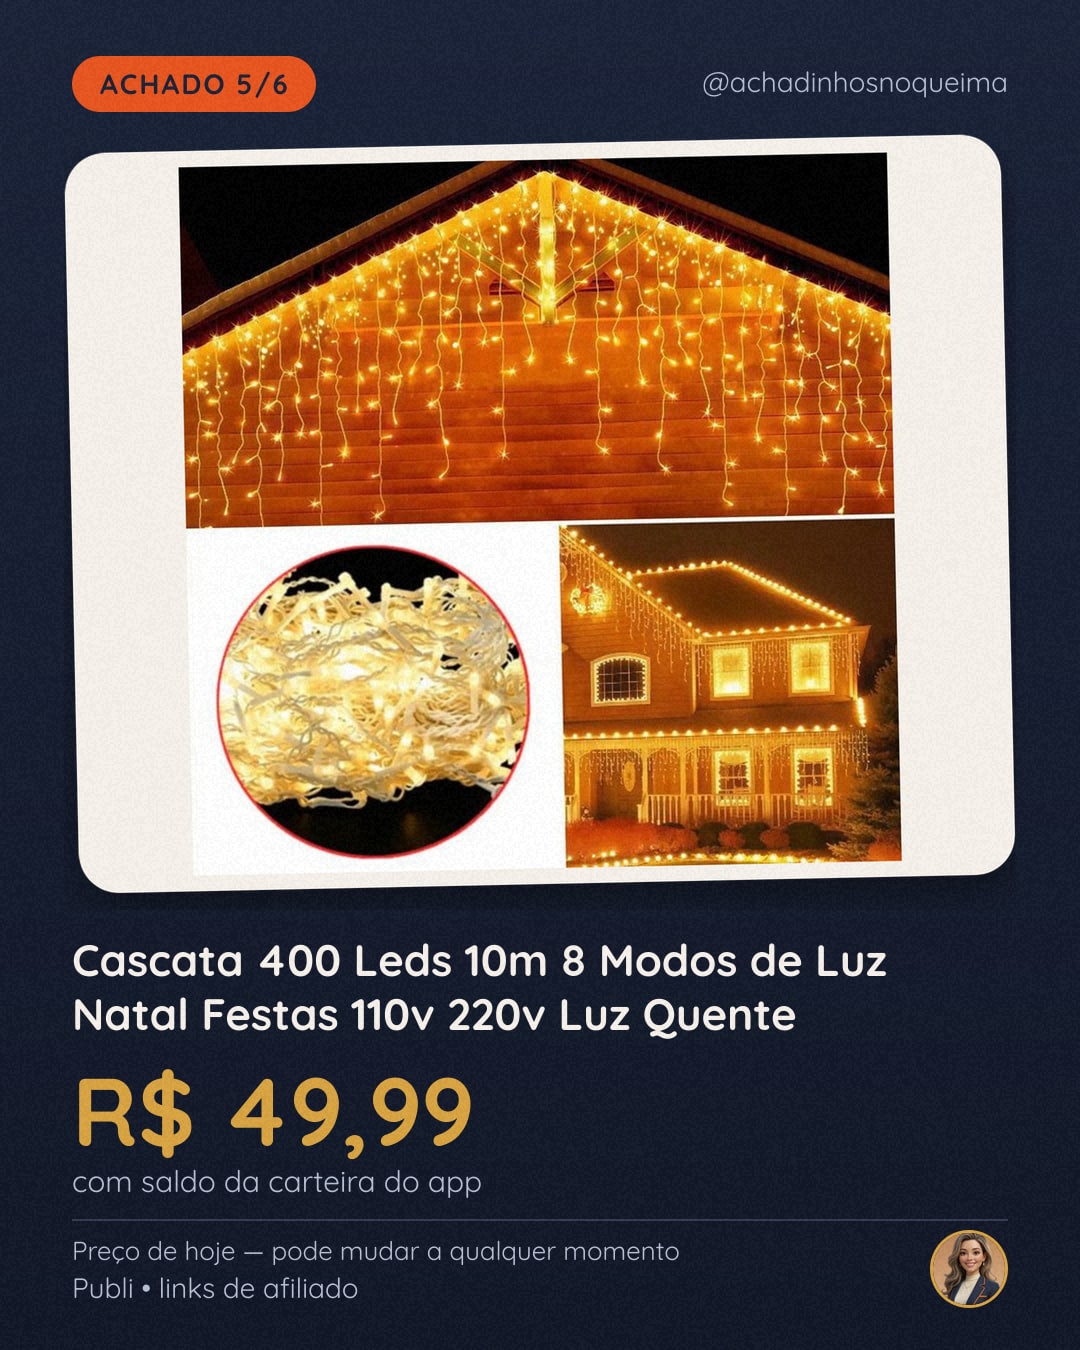 ACHADO 5/6
@achadinhosnoqueima
Cascata 400 Leds 10m 8 Modos de Luz
Natal Festas 110v 220v Luz Quente
R$ 49,99
com saldo da carteira do app
Preço de hoje — pode mudar a qualquer momento
Publi • links de afiliado